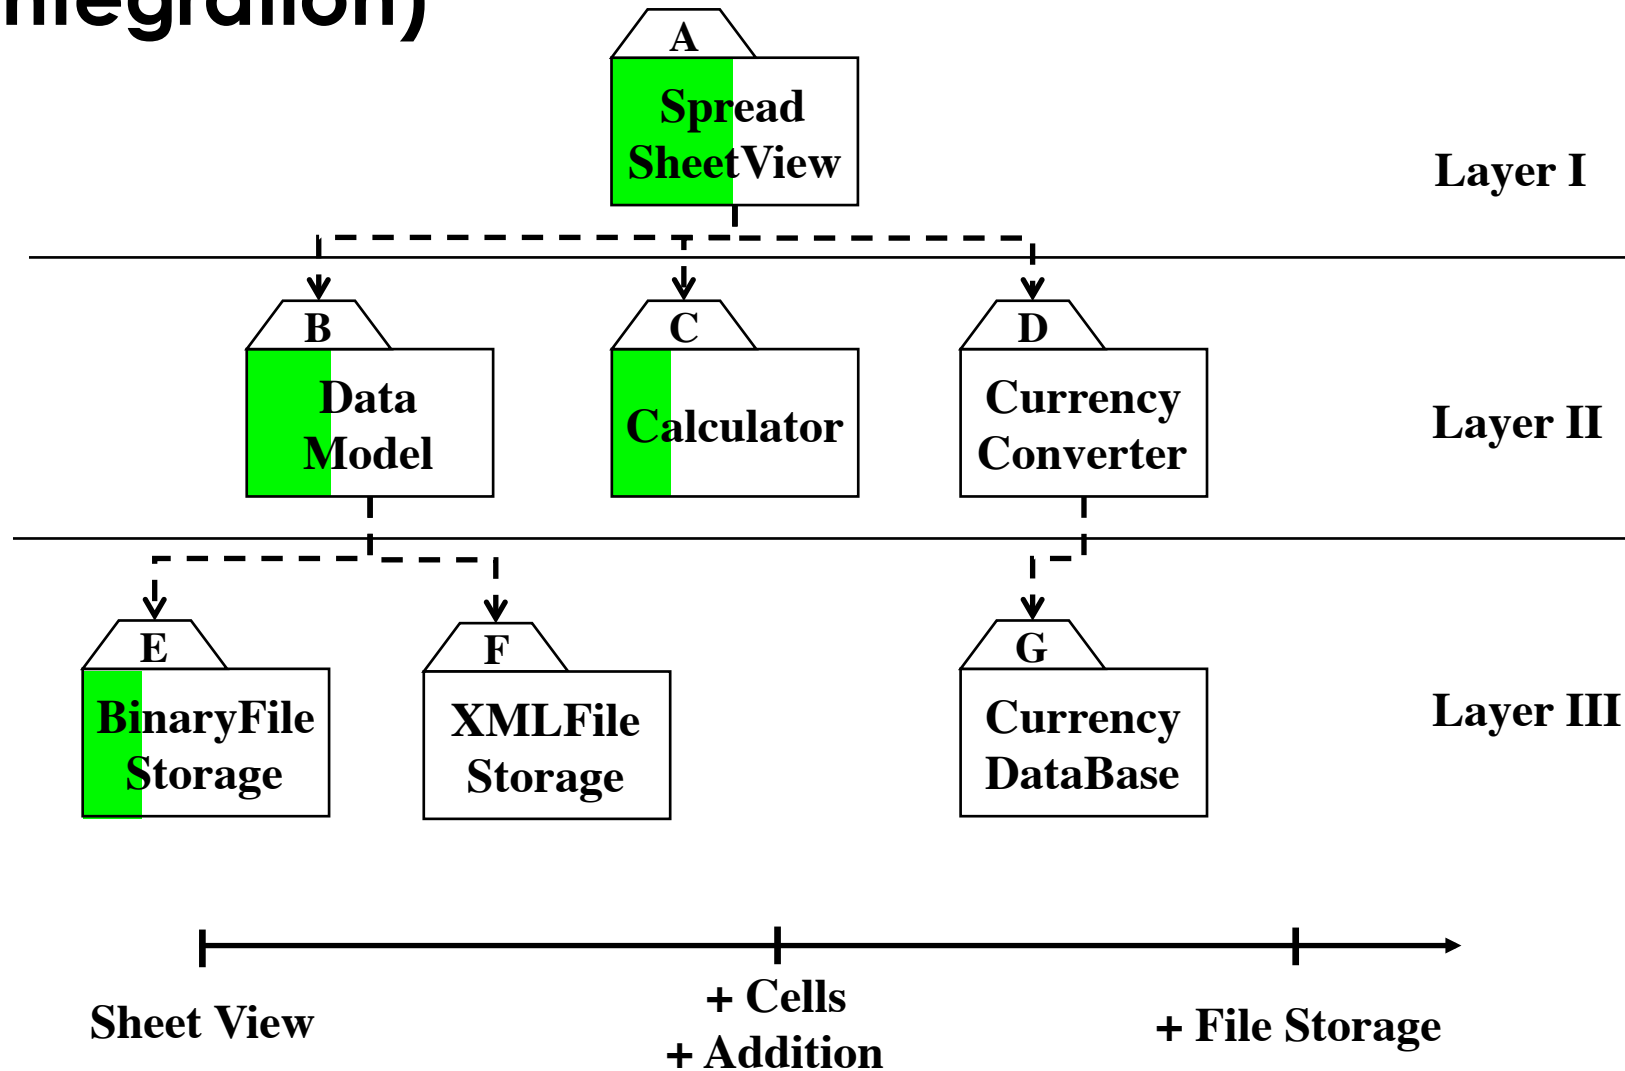 ntegration)
A
Spread
SheetView
Layer I
B
C
D
Data
Model
Calculator
Currency
Converter
Layer II
E
F
G
BinaryFile
Storage
XMLFile
Storage
Currency
DataBase
Layer III
Sheet View
+ Cells
+ Addition
+ File Storage